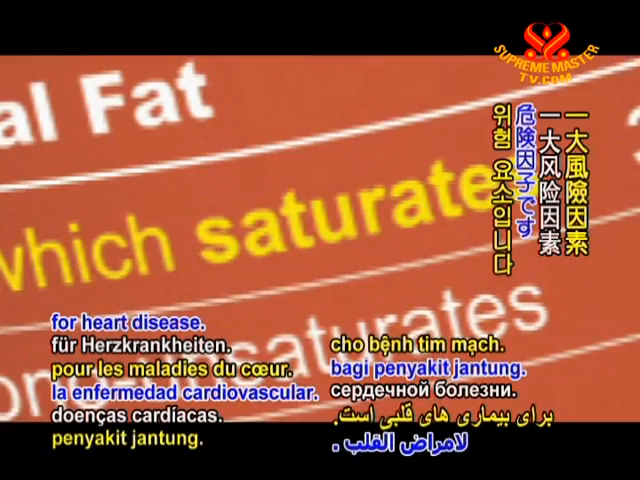 SUPREME MASTER
TV.COM
al Fat
which saturates
saturates
一大風險因素
一大风险因素
危険因子です
위험 요소입니다
for heart disease.
für Herzkrankheiten.
pour les maladies du cœur.
la enfermedad cardiovascular.
doenças cardíacas.
penyakit jantung.
cho bệnh tim mạch.
bagi penyakit jantung.
сердечной болезни.
برای بیماری های قلبی است.
لامراض القلب .